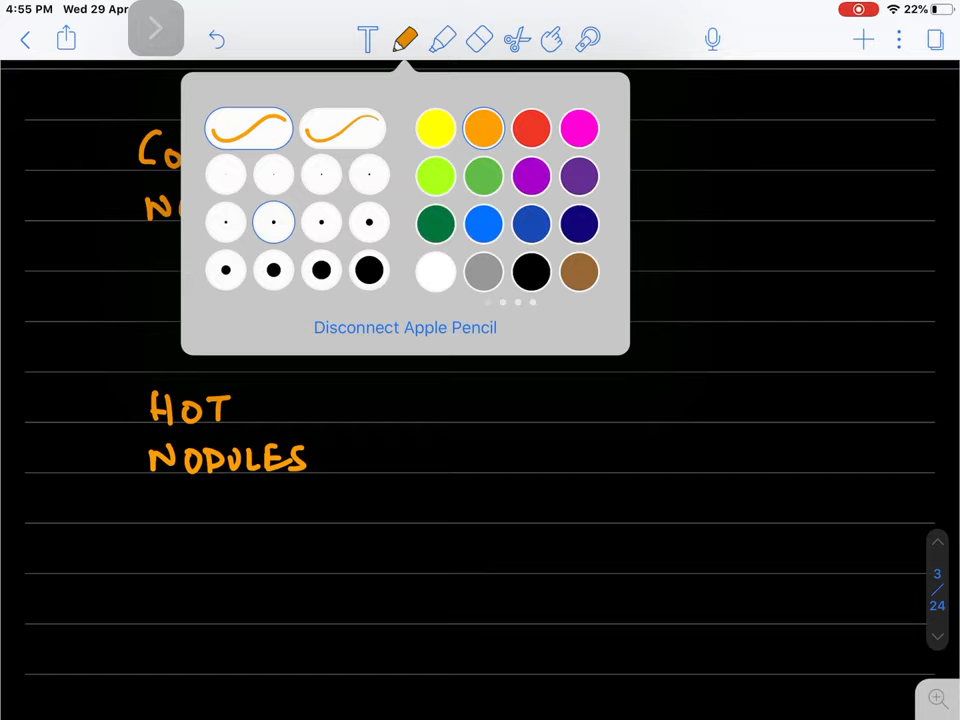 4:55 PM Wed 29 Apr
22%
T
Disconnect Apple Pencil
HOT
NODULES
3
/
24